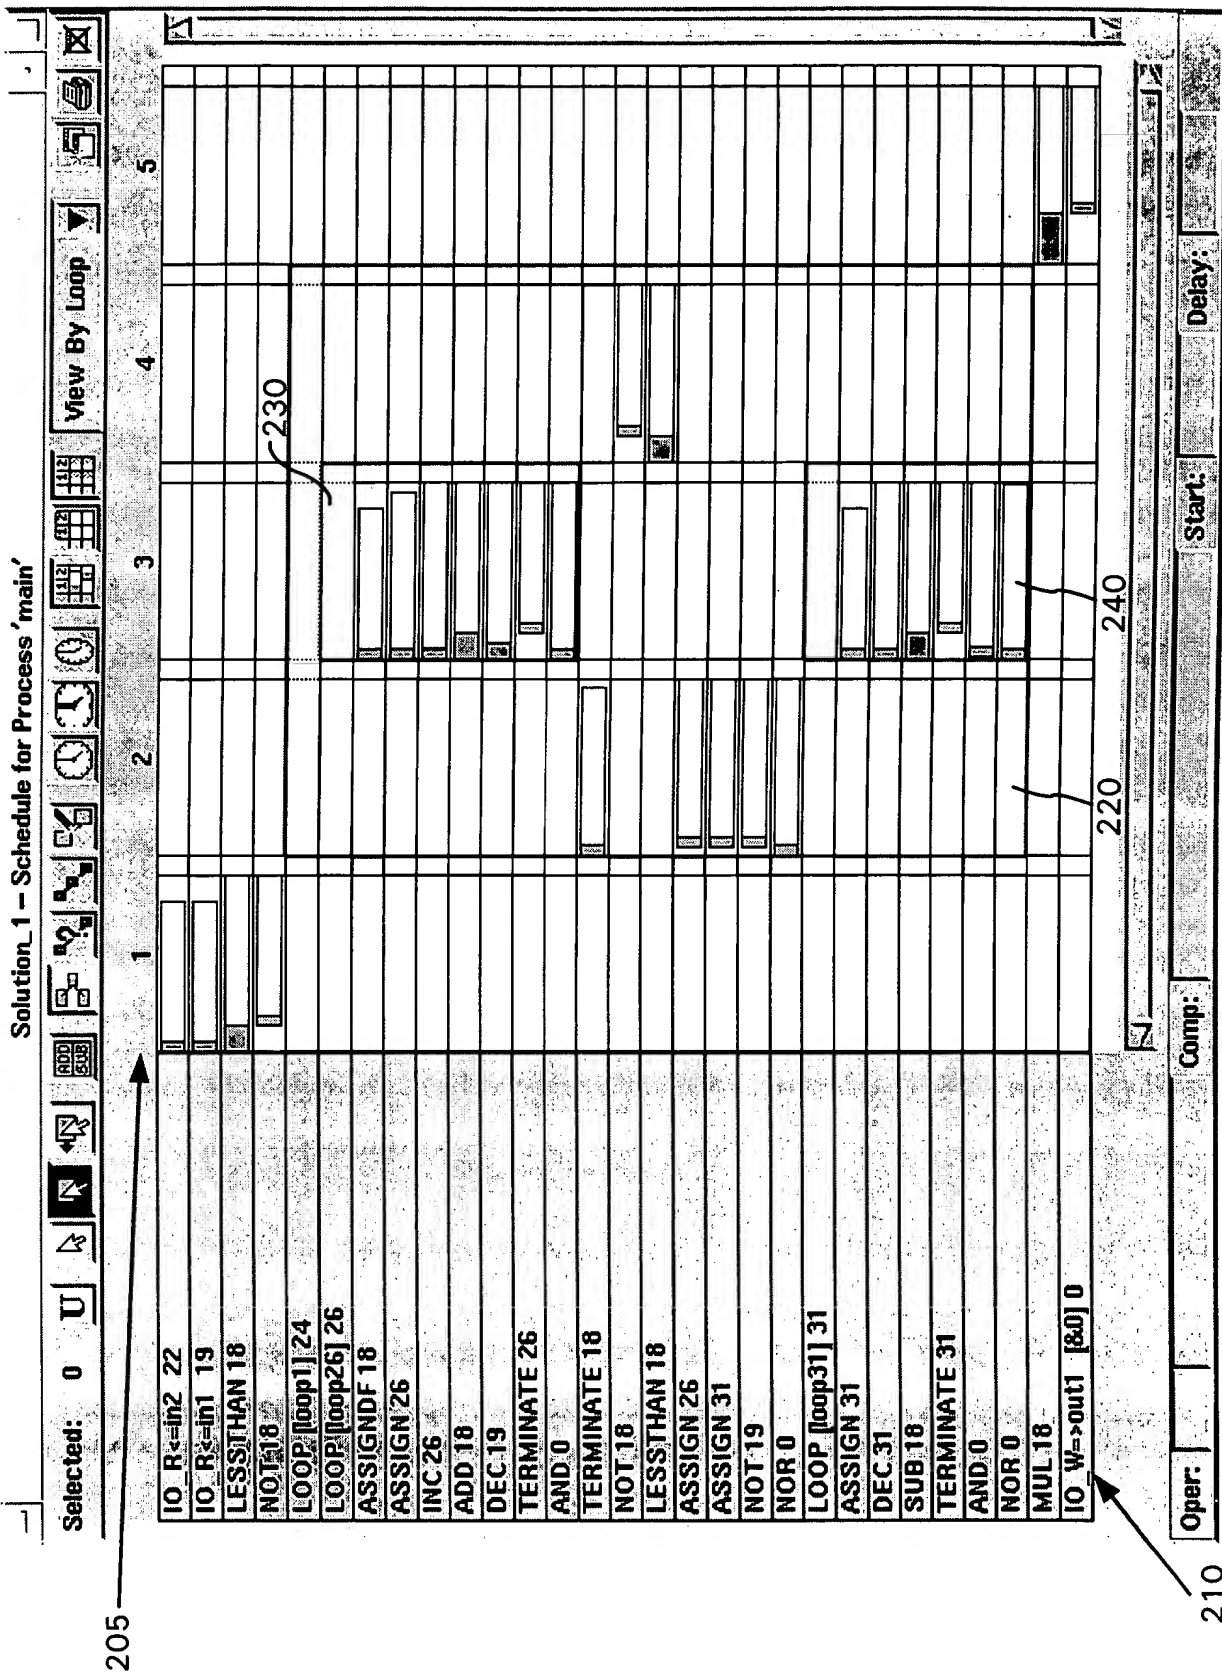 Solution_1 – Schedule for Process 'main'
Selected: 0 U ADD SUB ? View By Loop
1 2 3 4 5
205
IO_R<=in2 22
IO_R<=in1 19
LESSTHAN 18
NOT 18
LOOP [loop1] 24
LOOP [loop26] 26
ASSIGNDF 18
ASSIGN 26
INC 26
ADD 18
DEC 19
TERMINATE 26
AND 0
TERMINATE 18
NOT 18
LESSTHAN 18
ASSIGN 26
ASSIGN 31
NOT 19
NOR 0
LOOP [loop31] 31
ASSIGN 31
DEC 31
SUB 18
TERMINATE 31
AND 0
NOR 0
MUL 18
IO_W=>out1 [&0] 0
230
220
240
210
Oper: Comp: Start: Delay: